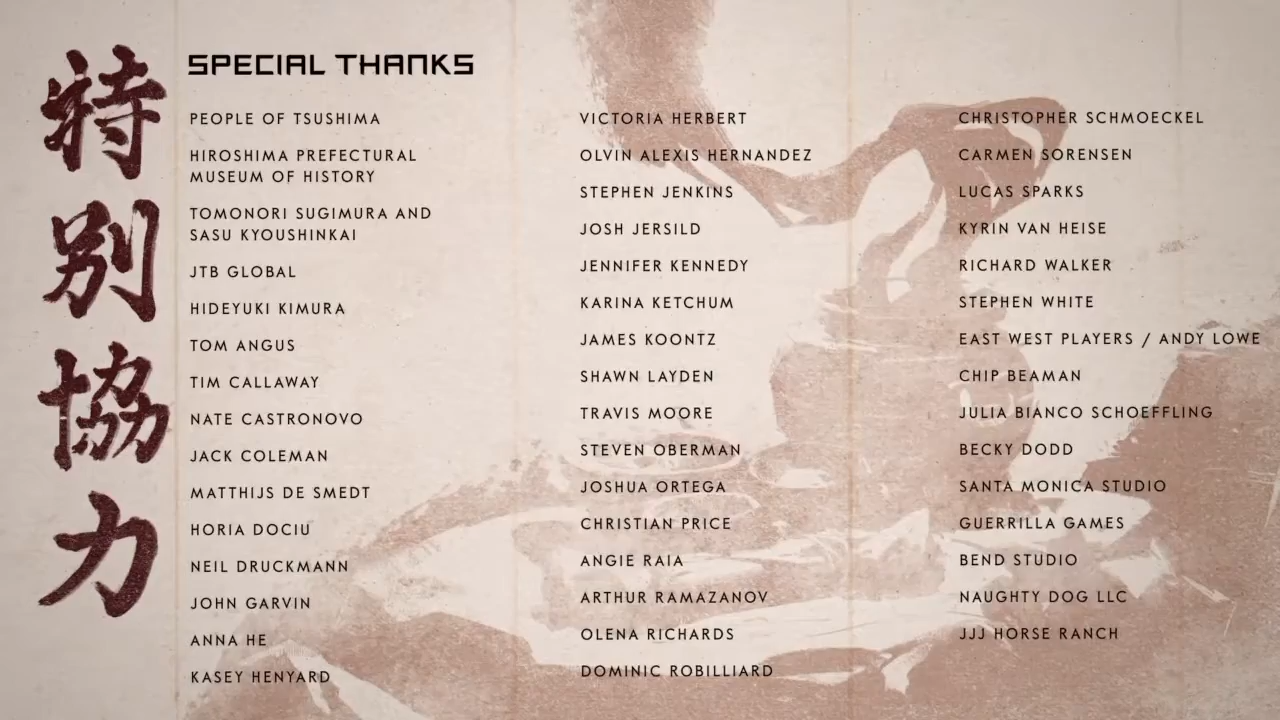 特別協力
SPECIAL THANKS
PEOPLE OF TSUSHIMA
HIROSHIMA PREFECTURAL
MUSEUM OF HISTORY
TOMONORI SUGIMURA AND
SASU KYOUSHINKAI
JTB GLOBAL
HIDEYUKI KIMURA
TOM ANGUS
TIM CALLAWAY
NATE CASTRONOVO
JACK COLEMAN
MATTHIJS DE SMEDT
HORIA DOCIU
NEIL DRUCKMANN
JOHN GARVIN
ANNA HE
KASEY HENYARD
VICTORIA HERBERT
OLVIN ALEXIS HERNANDEZ
STEPHEN JENKINS
JOSH JERSILD
JENNIFER KENNEDY
KARINA KETCHUM
JAMES KOONTZ
SHAWN LAYDEN
TRAVIS MOORE
STEVEN OBERMAN
JOSHUA ORTEGA
CHRISTIAN PRICE
ANGIE RAIA
ARTHUR RAMAZANOV
OLENA RICHARDS
DOMINIC ROBILLIARD
CHRISTOPHER SCHMOECKEL
CARMEN SORENSEN
LUCAS SPARKS
KYRIN VAN HEISE
RICHARD WALKER
STEPHEN WHITE
EAST WEST PLAYERS / ANDY LOWE
CHIP BEAMAN
JULIA BIANCO SCHOEFFLING
BECKY DODD
SANTA MONICA STUDIO
GUERRILLA GAMES
BEND STUDIO
NAUGHTY DOG LLC
JJJ HORSE RANCH